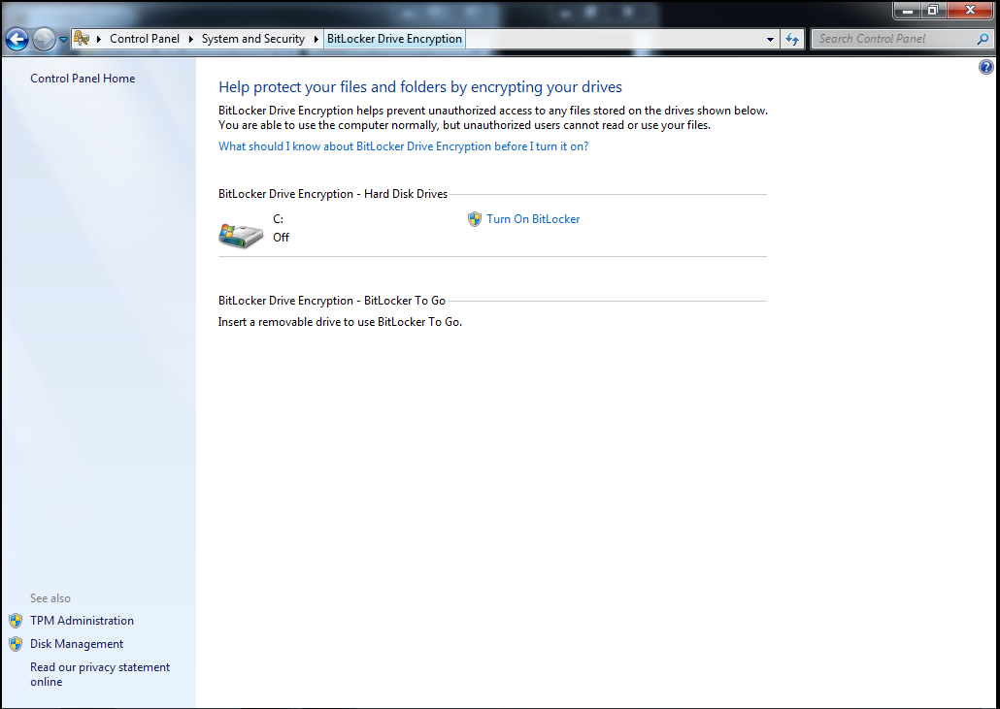 Control Panel
System and Security
BitLocker Drive Encryption
Search Control Panel
Control Panel Home
Help protect your files and folders by encrypting your drives
BitLocker Drive Encryption helps prevent unauthorized access to any files stored on the drives shown below.
You are able to use the computer normally, but unauthorized users cannot read or use your files.
What should I know about BitLocker Drive Encryption before I turn it on?
BitLocker Drive Encryption - Hard Disk Drives
C:
Turn On BitLocker
Off
BitLocker Drive Encryption - BitLocker To Go
Insert a removable drive to use BitLocker To Go.
See also
TPM Administration
Disk Management
Read our privacy statement
online